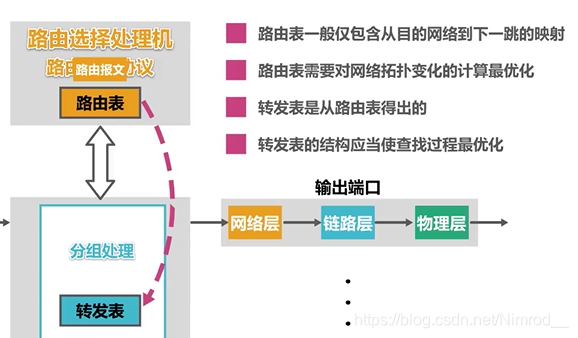 路由选择处理机
路由
路由报文
协议
路由表
路由表一般仅包含从目的网络到下一跳的映射
路由表需要对网络拓扑变化的计算最优化
转发表是从路由表得出的
转发表的结构应当使查找过程最优化
输出端口
网络层
链路层
物理层
分组处理
转发表
https://blog.csdn.net/Nimrod__